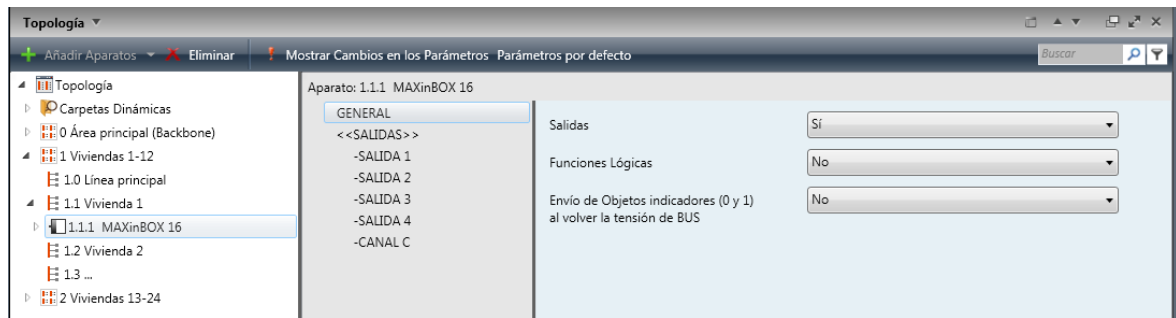 Topología
Añadir Aparatos Eliminar Mostrar Cambios en los Parámetros Parámetros por defecto Buscar
Topología
Carpetas Dinámicas
0 Área principal (Backbone)
1 Viviendas 1-12
1.0 Línea principal
1.1 Vivienda 1
1.1.1 MAXinBOX 16
1.2 Vivienda 2
1.3 ...
2 Viviendas 13-24
Aparato: 1.1.1 MAXinBOX 16
GENERAL
<<SALIDAS>>
-SALIDA 1
-SALIDA 2
-SALIDA 3
-SALIDA 4
-CANAL C
Salidas Sí
Funciones Lógicas No
Envío de Objetos indicadores (0 y 1) No
al volver la tensión de BUS